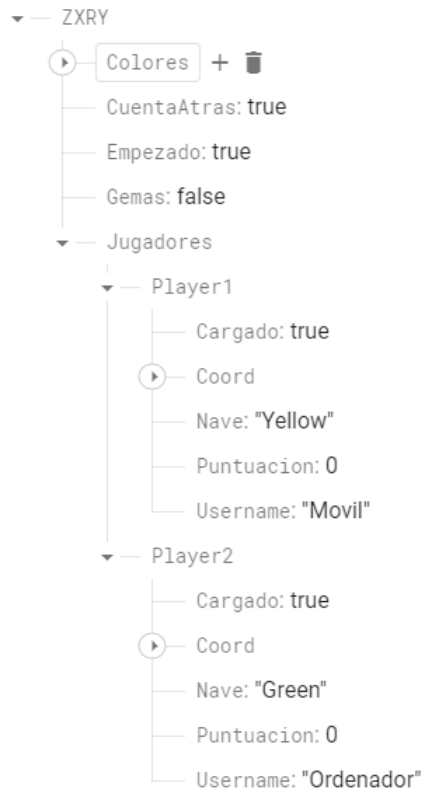 ZXRY
Colores
CuentaAtras: true
Empezado: true
Gemas: false
Jugadores
Player1
Cargado: true
Coord
Nave: "Yellow"
Puntuacion: 0
Username: "Movil"
Player2
Cargado: true
Coord
Nave: "Green"
Puntuacion: 0
Username: "Ordenador"